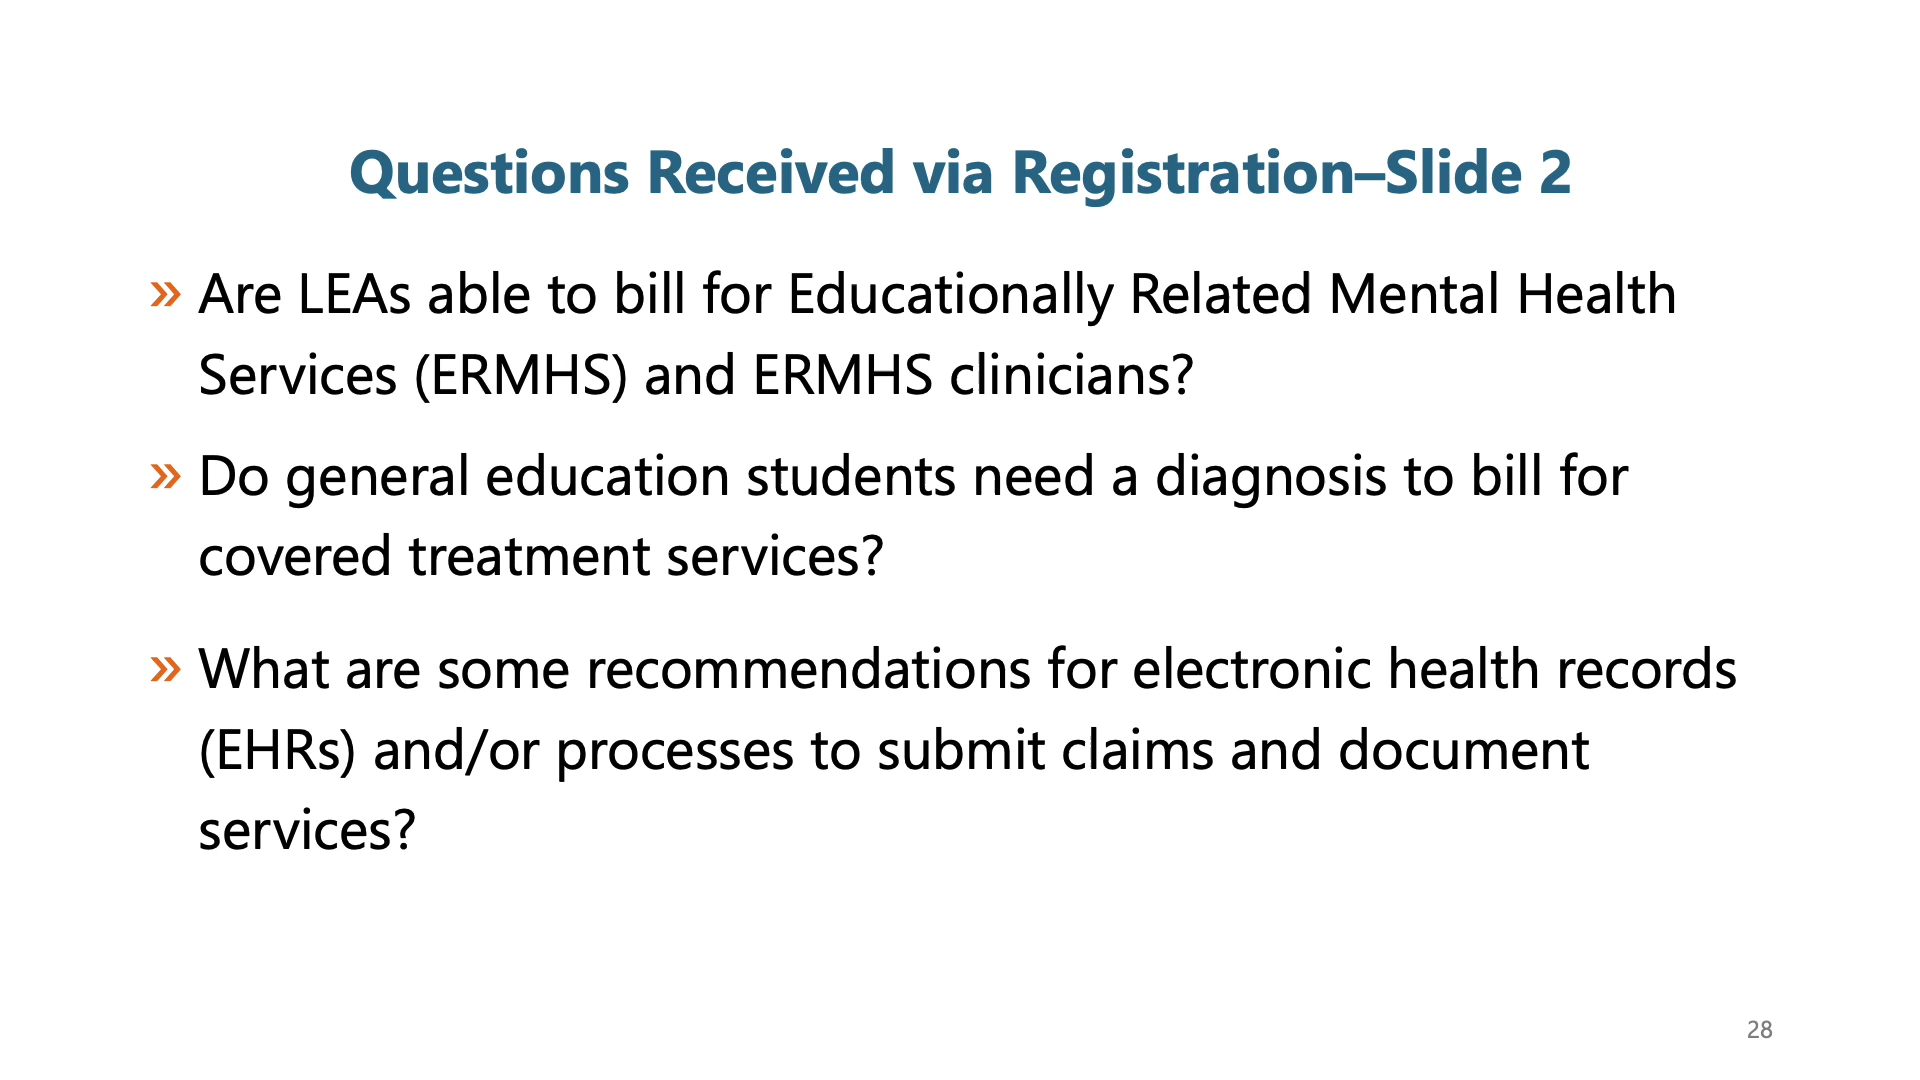 Questions Received via Registration–Slide 2
» Are LEAs able to bill for Educationally Related Mental Health
Services (ERMHS) and ERMHS clinicians?
» Do general education students need a diagnosis to bill for
covered treatment services?
» What are some recommendations for electronic health records
(EHRs) and/or processes to submit claims and document
services?
28